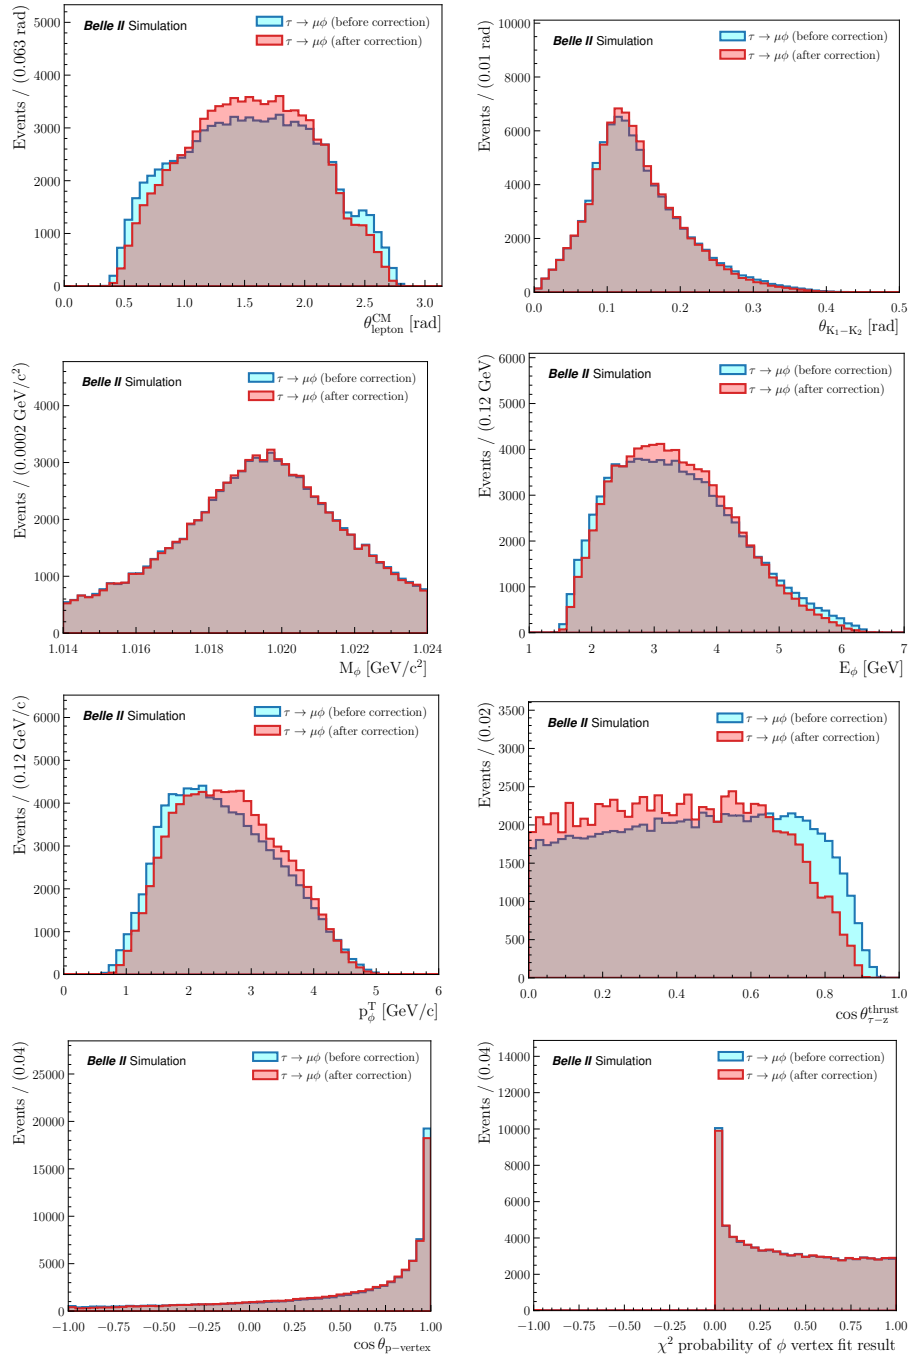 Events / (0.063 rad)
Belle II Simulation
τ → μϕ (before correction)
τ → μϕ (after correction)
5000
4000
3000
2000
1000
0
0.0 0.5 1.0 1.5 2.0 2.5 3.0
θ^CM_lepton [rad]
Events / (0.01 rad)
Belle II Simulation
τ → μϕ (before correction)
τ → μϕ (after correction)
10000
8000
6000
4000
2000
0
0.0 0.1 0.2 0.3 0.4 0.5
θ_K₁−K₂ [rad]
Events / (0.0002 GeV/c²)
Belle II Simulation
τ → μϕ (before correction)
τ → μϕ (after correction)
4000
3000
2000
1000
0
1.014 1.016 1.018 1.020 1.022 1.024
M_ϕ [GeV/c²]
Events / (0.12 GeV)
Belle II Simulation
τ → μϕ (before correction)
τ → μϕ (after correction)
6000
5000
4000
3000
2000
1000
0
1 2 3 4 5 6 7
E_ϕ [GeV]
Events / (0.12 GeV/c)
Belle II Simulation
τ → μϕ (before correction)
τ → μϕ (after correction)
6000
5000
4000
3000
2000
1000
0
0 1 2 3 4 5 6
p^T_ϕ [GeV/c]
Events / (0.02)
Belle II Simulation
τ → μϕ (before correction)
τ → μϕ (after correction)
3500
3000
2500
2000
1500
1000
500
0
0.0 0.2 0.4 0.6 0.8 1.0
cos θ^thrust_τ−z
Events / (0.04)
Belle II Simulation
τ → μϕ (before correction)
τ → μϕ (after correction)
25000
20000
15000
10000
5000
0
−1.00 −0.75 −0.50 −0.25 0.00 0.25 0.50 0.75 1.00
cos θ_p−vertex
Events / (0.04)
Belle II Simulation
τ → μϕ (before correction)
τ → μϕ (after correction)
14000
12000
10000
8000
6000
4000
2000
0
−1.00 −0.75 −0.50 −0.25 0.00 0.25 0.50 0.75 1.00
χ² probability of ϕ vertex fit result